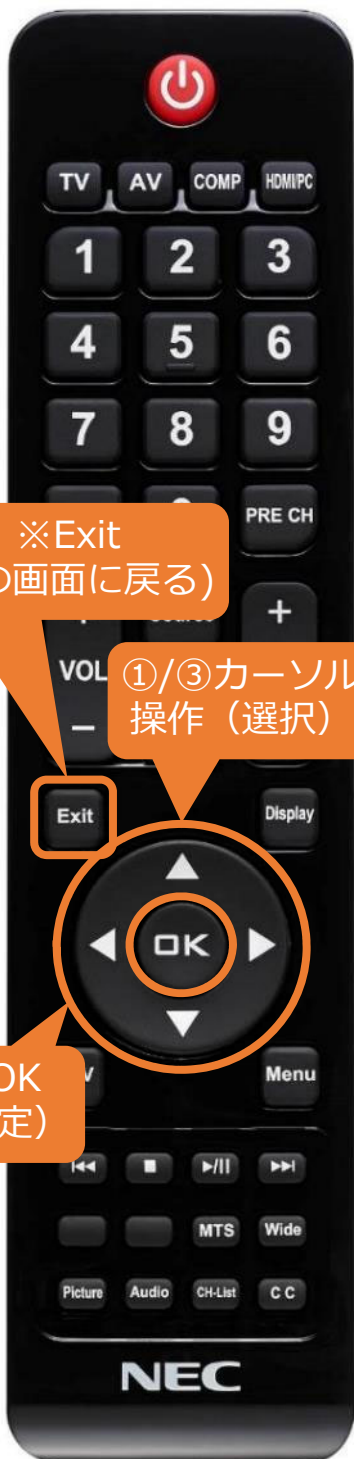 TV AV COMP HDMI/PC
1 2 3
4 5 6
7 8 9
PRE CH
※Exit
の画面に戻る)
+
VOL
①/③カーソル
操作（選択）
−
Exit
Display
OK
OK
定）
Menu
MTS Wide
Picture Audio CH-List C C
NEC